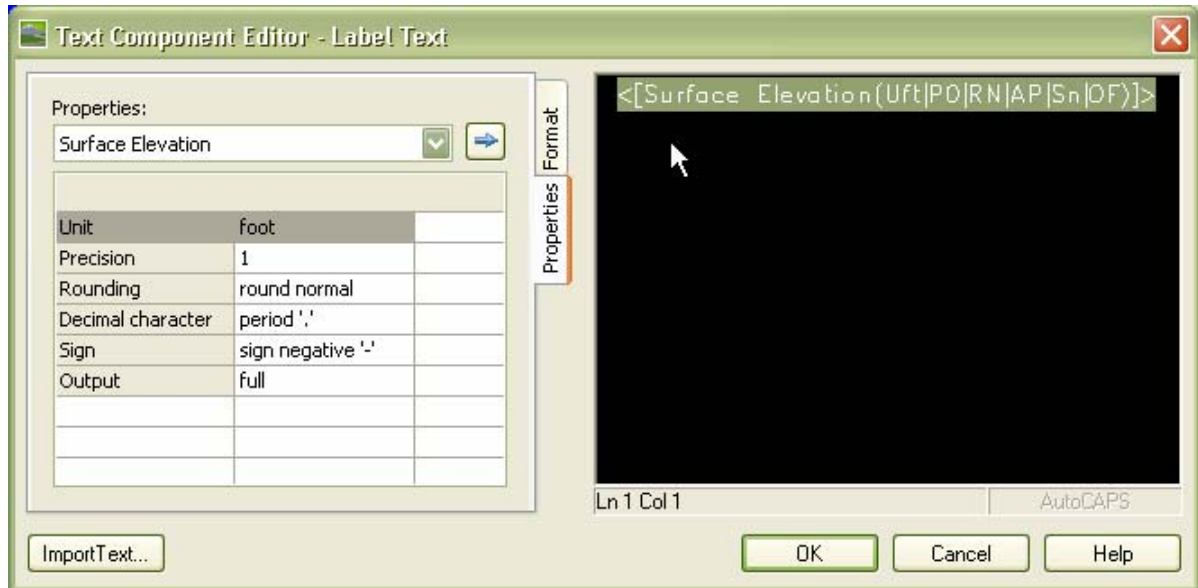 Text Component Editor - Label Text
Properties:
Surface Elevation
Unit foot
Precision 1
Rounding round normal
Decimal character period '.'
Sign sign negative '-'
Output full
Format
Properties
<[Surface Elevation(Uft|P0|RN|AP|Sn|OF)]>
Ln 1 Col 1
AutoCAPS
ImportText...
OK
Cancel
Help